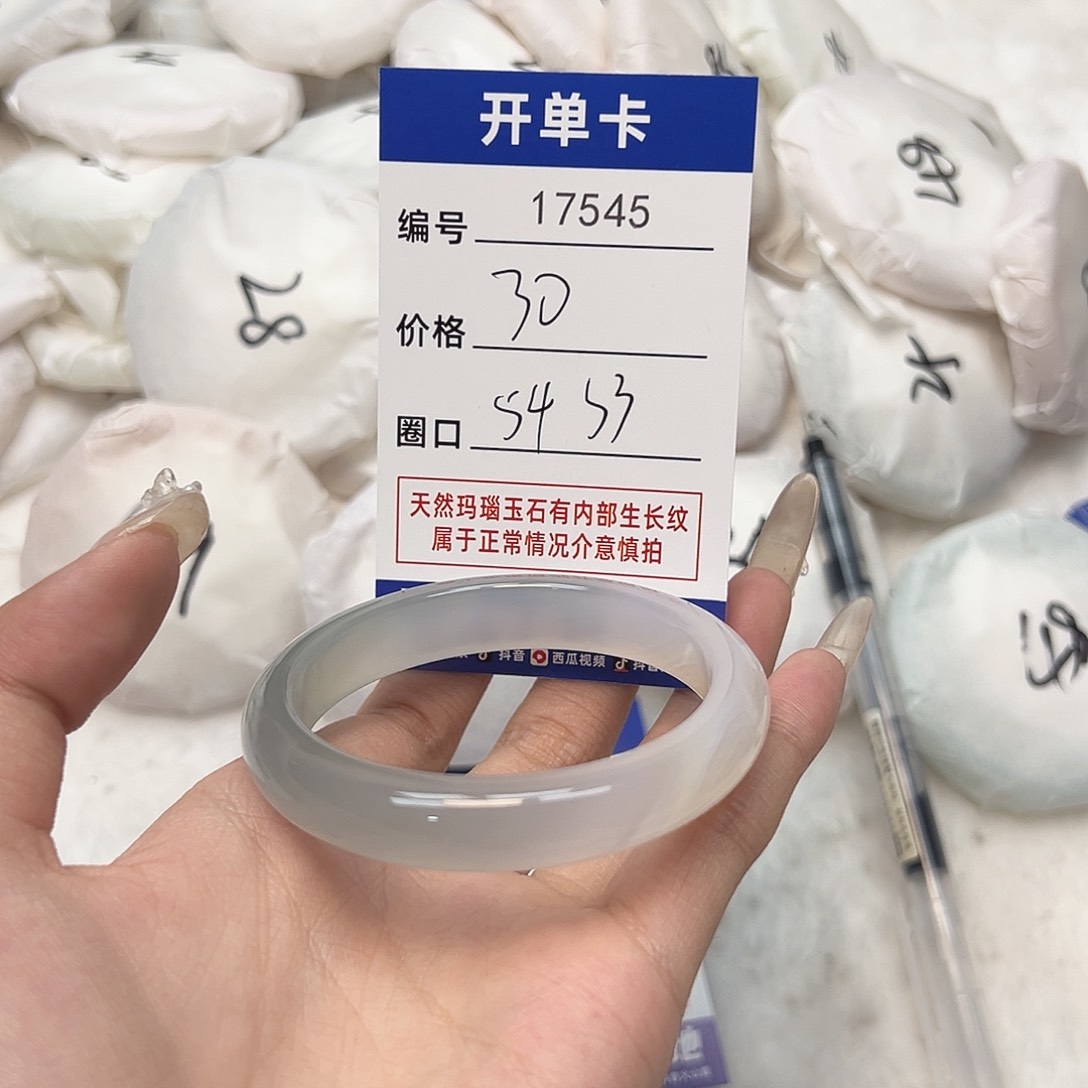 开单卡
编号 17545
价格 30
圈口 54 53
天然玛瑙玉石有内部生长纹
属于正常情况介意慎拍
抖音 西瓜视频 抖音
28